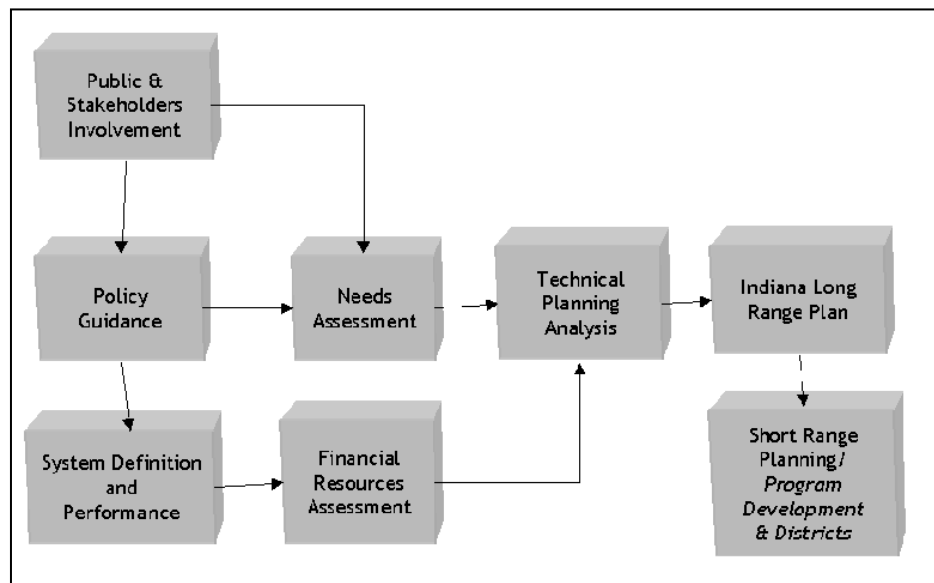 Public &
Stakeholders
Involvement
Policy
Guidance
Needs
Assessment
Technical
Planning
Analysis
Indiana Long
Range Plan
System Definition
and
Performance
Financial
Resources
Assessment
Short Range
Planning/ Program
Development
& Districts